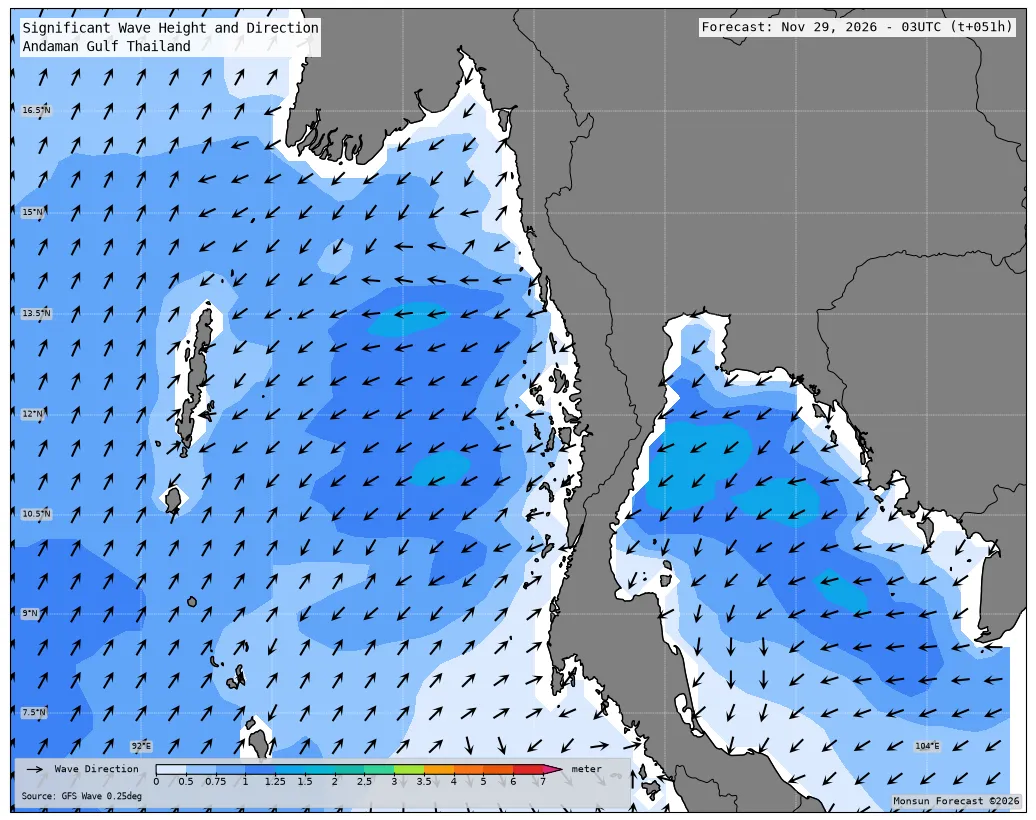 Significant Wave Height and Direction
Andaman Gulf Thailand
Forecast: Nov 29, 2026 - 03UTC (t+051h)
16.5°N
15°N
13.5°N
12°N
10.5°N
9°N
7.5°N
92°E
104°E
Wave Direction
0 0.5 0.75 1 1.25 1.5 2 2.5 3 3.5 4 5 6 7
meter
Source: GFS Wave 0.25deg
Monsun Forecast ©2026